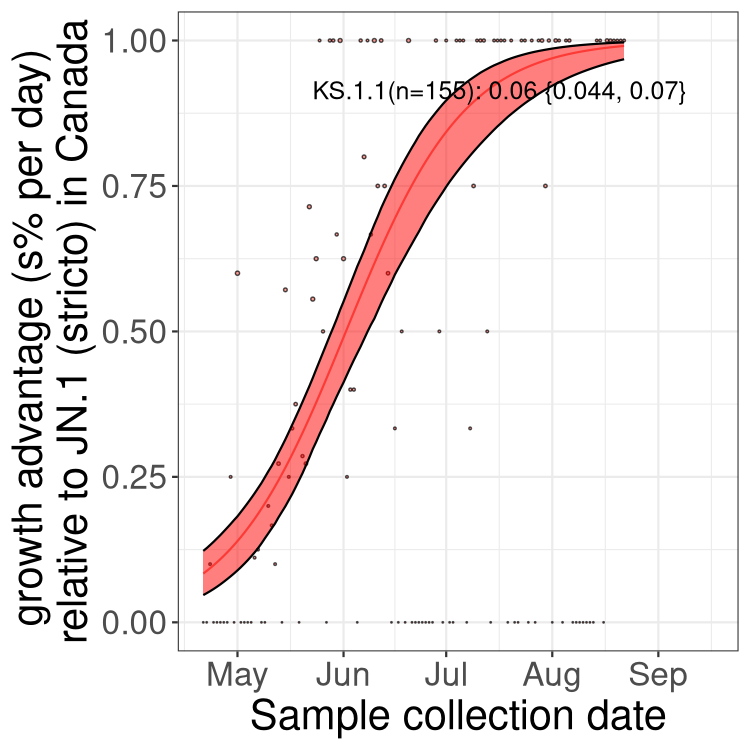 growth advantage (s% per day)
relative to JN.1 (stricto) in Canada
1.00
0.75
0.50
0.25
0.00
KS.1.1(n=155): 0.06 {0.044, 0.07}
May Jun Jul Aug Sep
Sample collection date